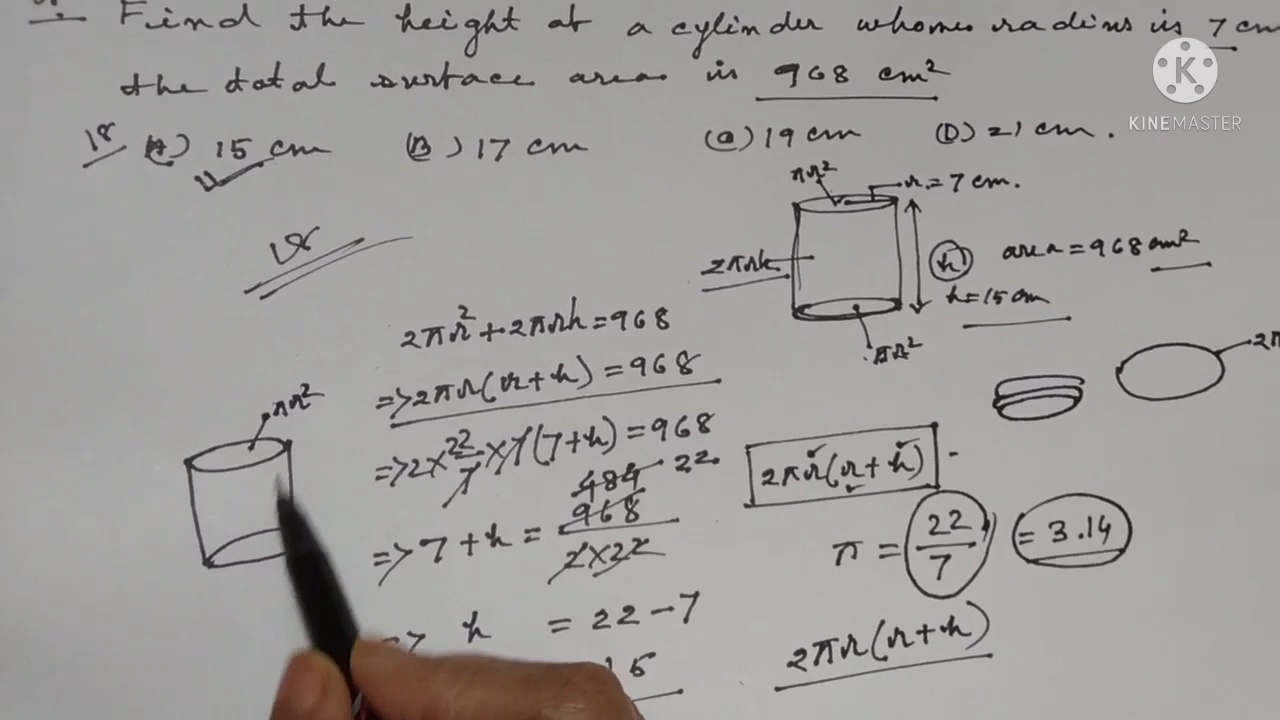 Find the height at a cylinder whome radius is 7 cm
the total surface area is 968 cm²
(A) 15 cm (B) 17 cm (C) 19 cm (D) 21 cm.
KINEMASTER
πr²
r = 7 cm.
2πrh
h
area = 968 cm²
h = 15 cm
πr²
2πr² + 2πrh = 968
=> 2πr(r + h) = 968
=> 2 × 22/7 × 7(7 + h) = 968
484 22
=> 7 + h = 968/2×22
=> h = 22 – 7
15
πr²
2πr(r + h)
π = 22/7 = 3.14
2πr(r + h)